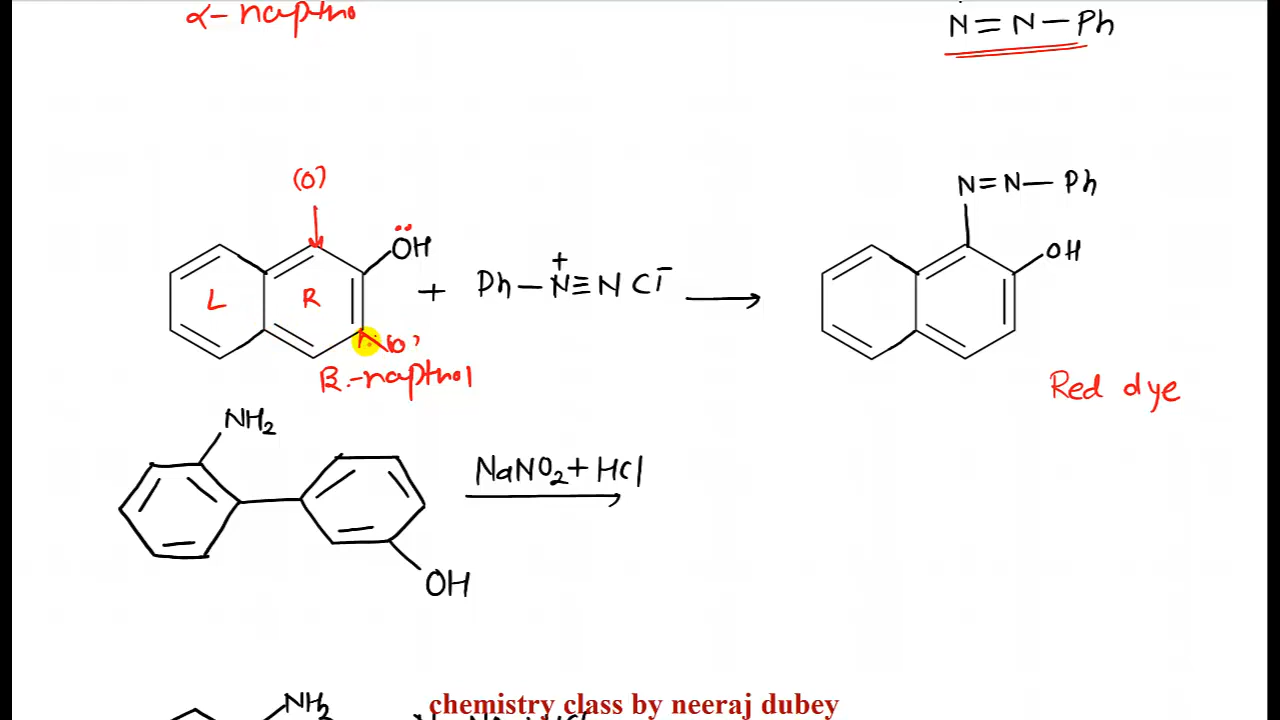 α- naptho
N=N-Ph
(O)
N=N-Ph
OH
OH
L
R
+
Ph-N⁺≡N Cl⁻
B.-napthol
Red dye
NH₂
NaNO₂+HCl
OH
NH₂
chemistry class by neeraj dubey